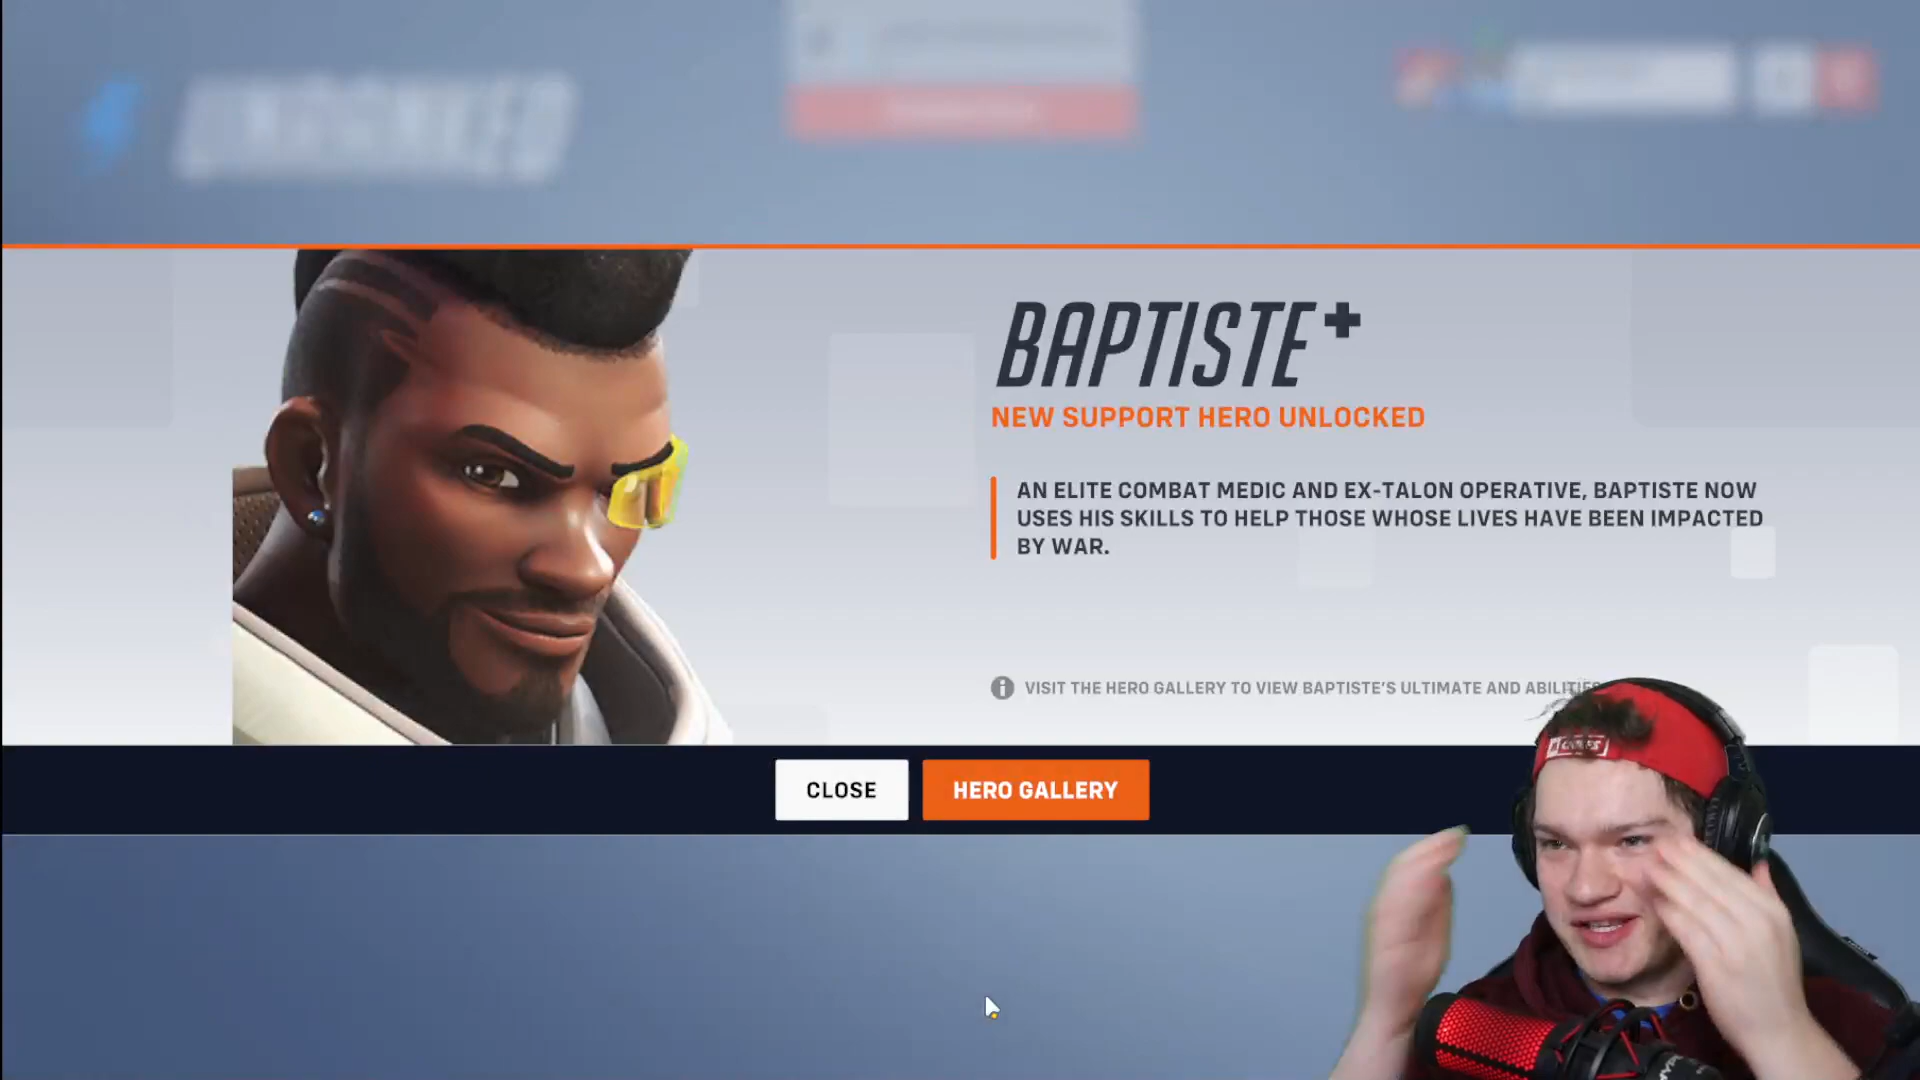 UNRANKED
BAPTISTE
NEW SUPPORT HERO UNLOCKED
AN ELITE COMBAT MEDIC AND EX-TALON OPERATIVE, BAPTISTE NOW
USES HIS SKILLS TO HELP THOSE WHOSE LIVES HAVE BEEN IMPACTED
BY WAR.
VISIT THE HERO GALLERY TO VIEW BAPTISTE'S ULTIMATE AND ABILITIES
CLOSE
HERO GALLERY